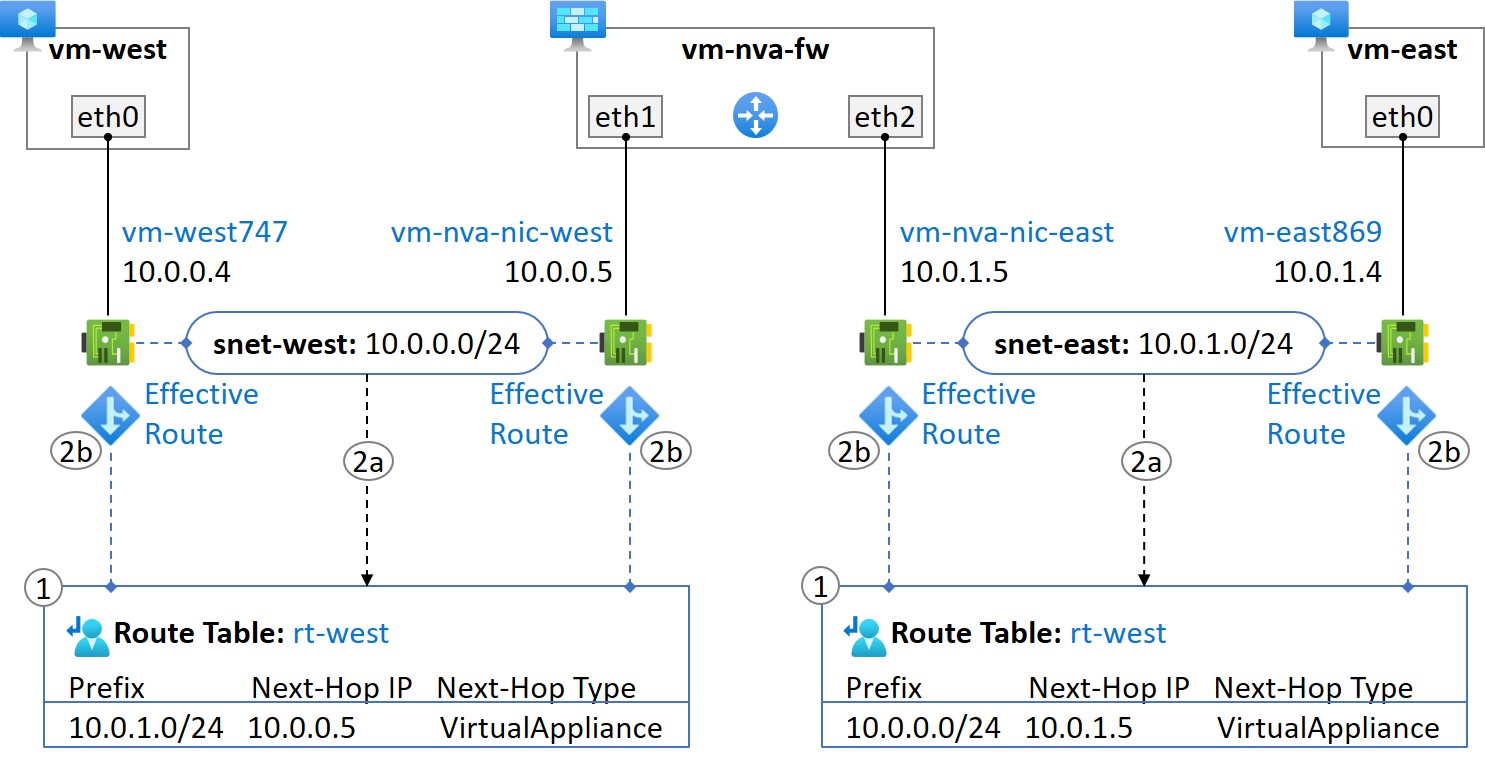 vm-west
vm-nva-fw
vm-east
eth0
eth1
eth2
eth0
vm-west747
10.0.0.4
vm-nva-nic-west
10.0.0.5
vm-nva-nic-east
10.0.1.5
vm-east869
10.0.1.4
snet-west: 10.0.0.0/24
snet-east: 10.0.1.0/24
Effective
Route
2b
2a
Effective
Route
2b
Effective
Route
2b
2a
Effective
Route
2b
1
Route Table: rt-west
Prefix Next-Hop IP Next-Hop Type
10.0.1.0/24 10.0.0.5 VirtualAppliance
1
Route Table: rt-west
Prefix Next-Hop IP Next-Hop Type
10.0.0.0/24 10.0.1.5 VirtualAppliance